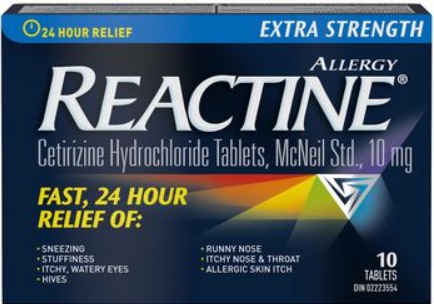 24 HOUR RELIEF
EXTRA STRENGTH
ALLERGY
REACTINE®
Cetirizine Hydrochloride Tablets, McNeil Std., 10 mg
FAST, 24 HOUR
RELIEF OF:
• SNEEZING
• STUFFINESS
• ITCHY, WATERY EYES
• HIVES
• RUNNY NOSE
• ITCHY NOSE & THROAT
• ALLERGIC SKIN ITCH
10
TABLETS
DIN 02223554